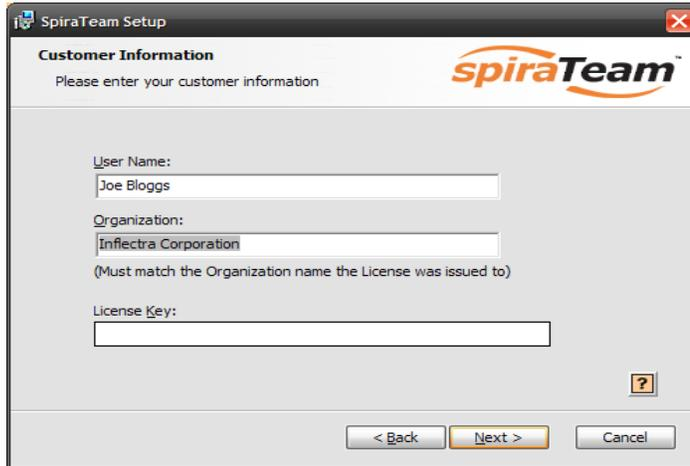 SpiraTeam Setup
Customer Information
Please enter your customer information
spiraTeam™
User Name:
Joe Bloggs
Organization:
Inflectra Corporation
(Must match the Organization name the License was issued to)
License Key:
?
< Back Next > Cancel